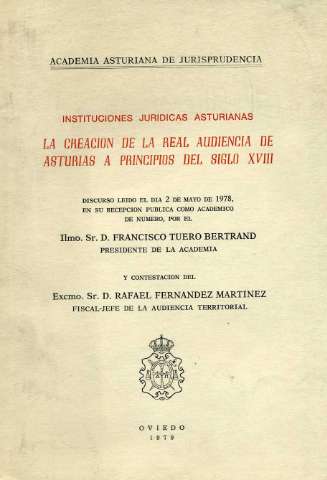 ACADEMIA ASTURIANA DE JURISPRUDENCIA
INSTITUCIONES JURIDICAS ASTURIANAS
LA CREACION DE LA REAL AUDIENCIA DE
ASTURIAS A PRINCIPIOS DEL SIGLO XVIII
DISCURSO LEIDO EL DIA 2 DE MAYO DE 1978,
EN SU RECEPCION PUBLICA COMO ACADEMICO
DE NUMERO, POR EL
Ilmo. Sr. D. FRANCISCO TUERO BERTRAND
PRESIDENTE DE LA ACADEMIA
Y CONTESTACION DEL
Excmo. Sr. D. RAFAEL FERNANDEZ MARTINEZ
FISCAL-JEFE DE LA AUDIENCIA TERRITORIAL
OVIEDO
1979